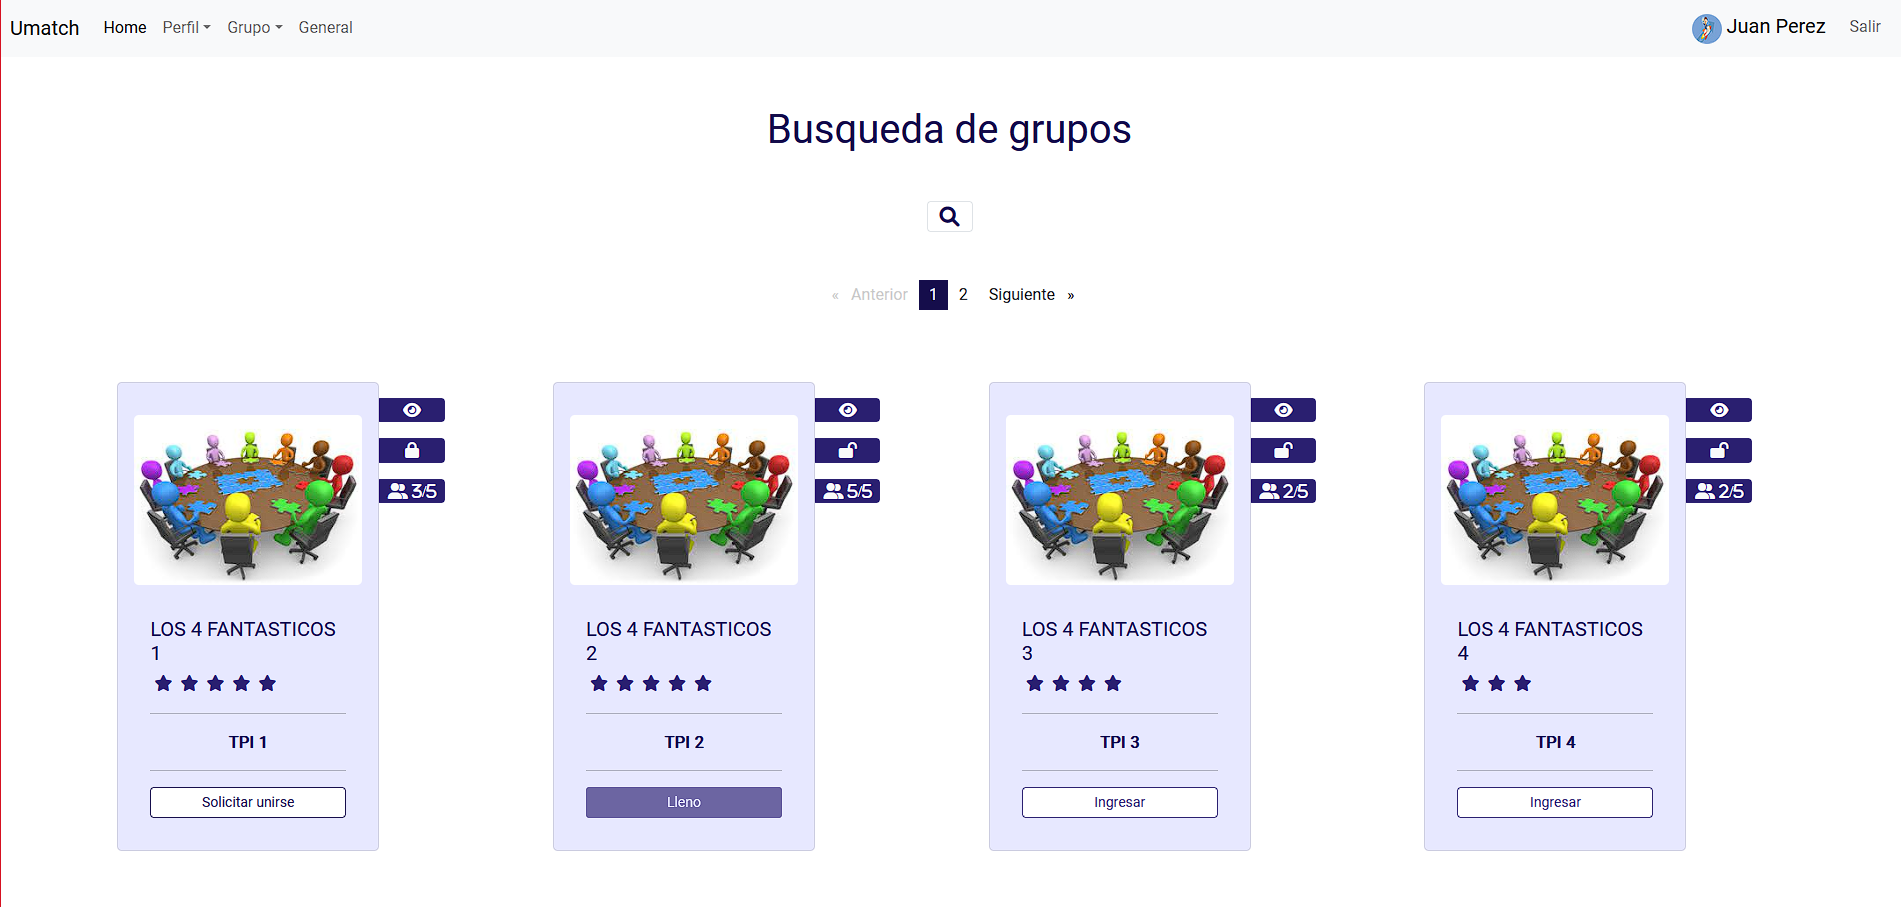 Umatch Home Perfil Grupo General Juan Perez Salir
Busqueda de grupos
« Anterior 1 2 Siguiente »
3/5
5/5
2/5
2/5
LOS 4 FANTASTICOS
1
LOS 4 FANTASTICOS
2
LOS 4 FANTASTICOS
3
LOS 4 FANTASTICOS
4
TPI 1
TPI 2
TPI 3
TPI 4
Solicitar unirse
Lleno
Ingresar
Ingresar